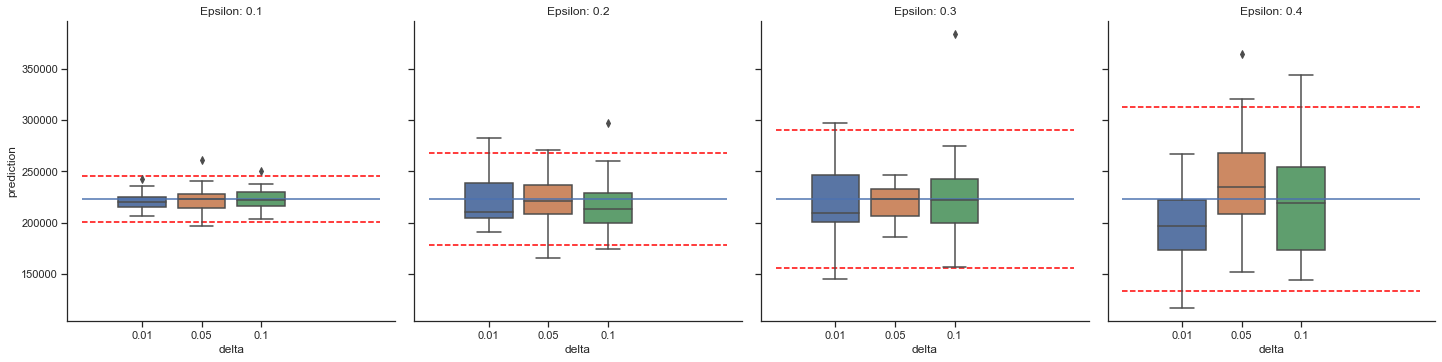 Epsilon: 0.1
Epsilon: 0.2
Epsilon: 0.3
Epsilon: 0.4
prediction
350000
300000
250000
200000
150000
0.01 0.05 0.1
0.01 0.05 0.1
0.01 0.05 0.1
0.01 0.05 0.1
delta
delta
delta
delta